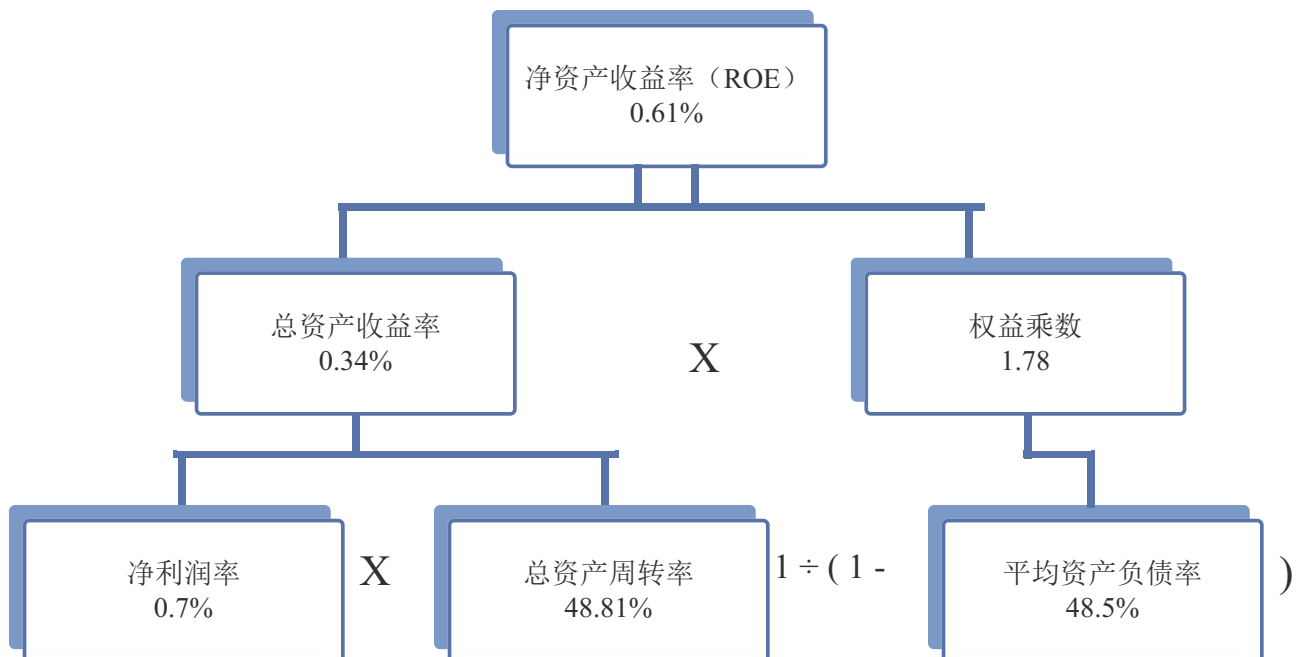 净资产收益率（ROE）
0.61%
总资产收益率
0.34%
X
权益乘数
1.78
净利润率
0.7%
X
总资产周转率
48.81%
1 ÷ ( 1 -
平均资产负债率
48.5%
)